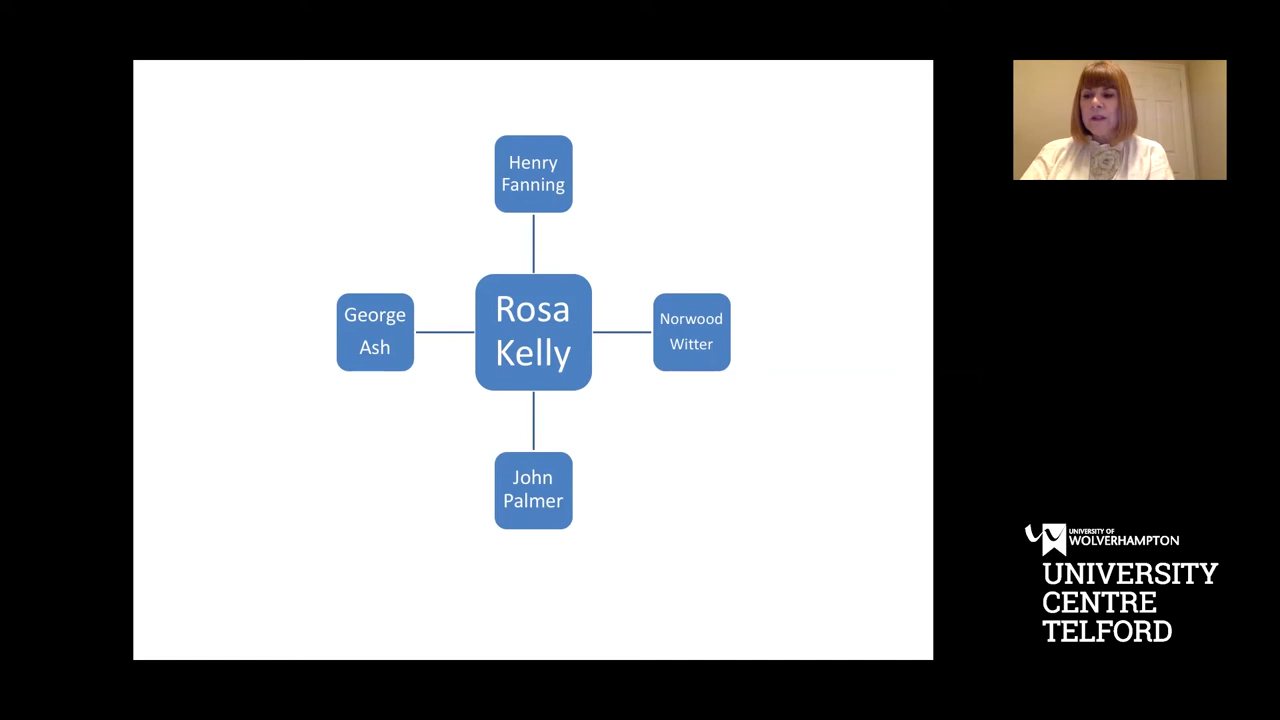 Henry
Fanning
George
Ash
Rosa
Kelly
Norwood
Witter
John
Palmer
UNIVERSITY OF
WOLVERHAMPTON
UNIVERSITY
CENTRE
TELFORD